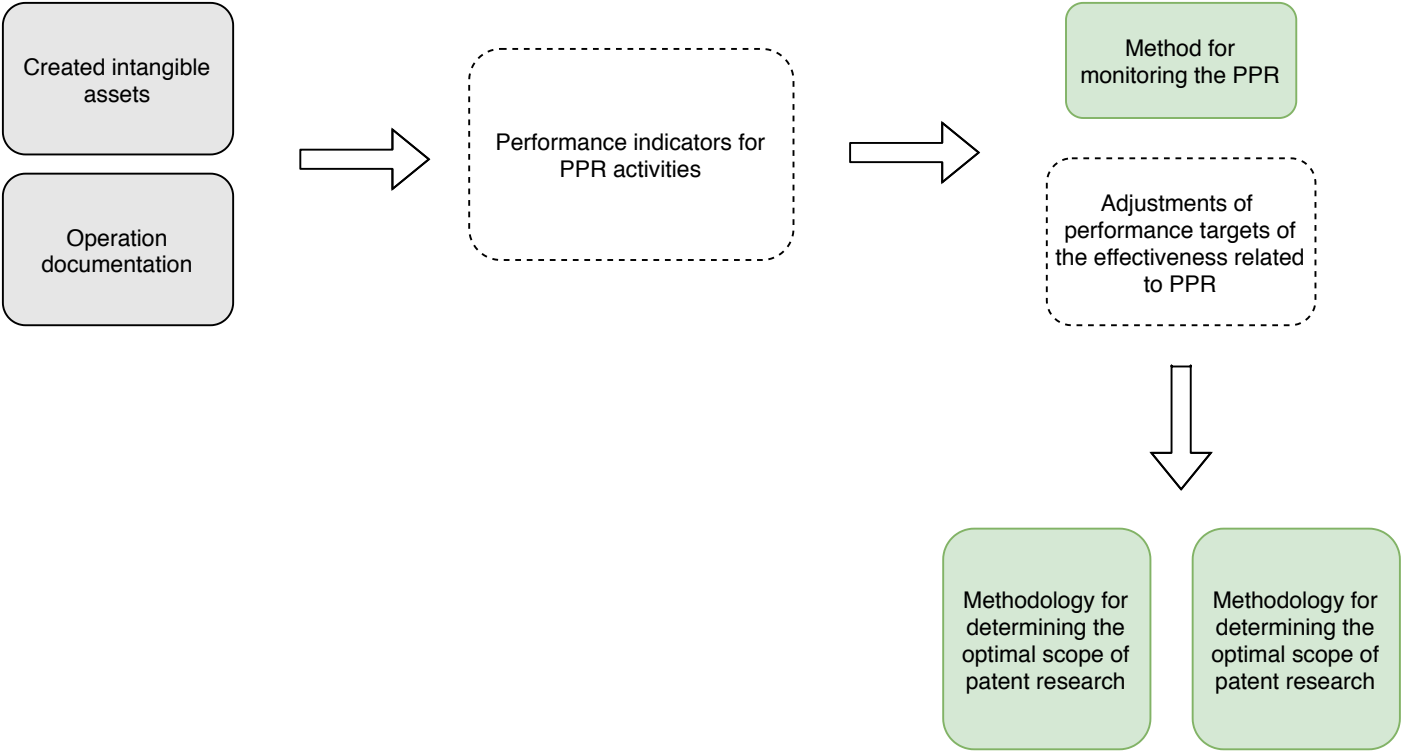 Created intangible
assets
Operation
documentation
Performance indicators for
PPR activities
Method for
monitoring the PPR
Adjustments of
performance targets of
the effectiveness related
to PPR
Methodology for
determining the
optimal scope of
patent research
Methodology for
determining the
optimal scope of
patent research